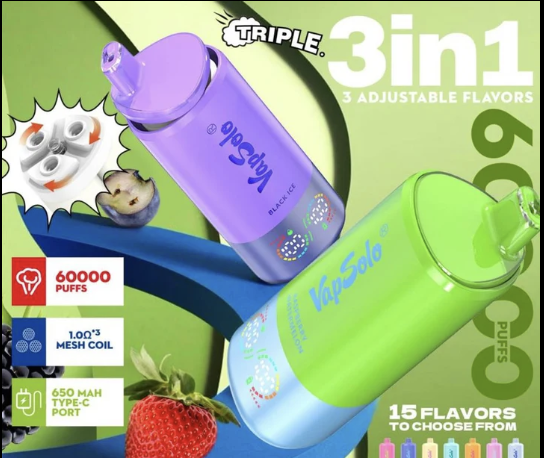 TRIPLE.
3in1
3 ADJUSTABLE FLAVORS
60000
PUFFS
VapSolo®
BLACK ICE
VapSolo®
60000
PUFFS
1.0Ω*3
MESH COIL
650 MAH
TYPE-C
PORT
15 FLAVORS
TO CHOOSE FROM